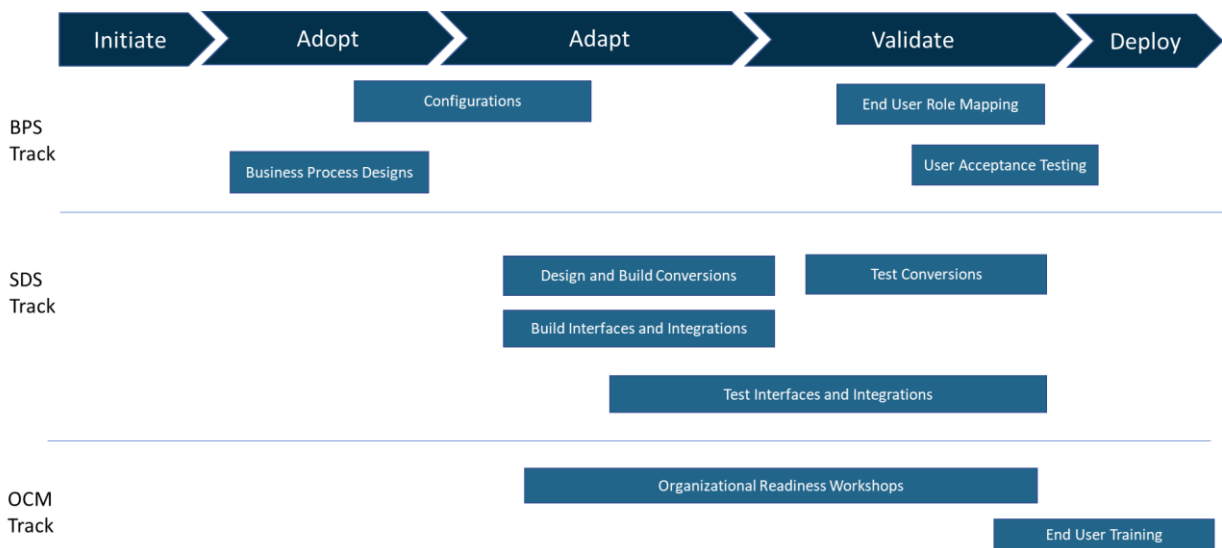 Initiate
Adopt
Adapt
Validate
Deploy
BPS
Track
Configurations
End User Role Mapping
Business Process Designs
User Acceptance Testing
SDS
Track
Design and Build Conversions
Test Conversions
Build Interfaces and Integrations
Test Interfaces and Integrations
OCM
Track
Organizational Readiness Workshops
End User Training